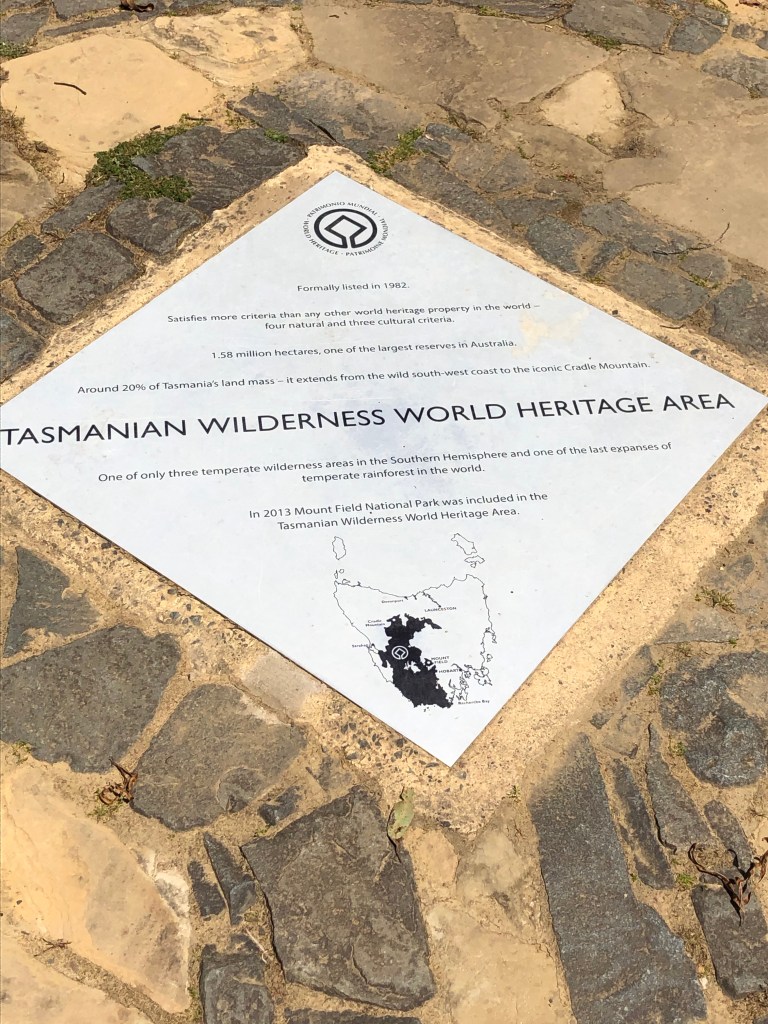 PATRIMONIO MUNDIAL
WORLD HERITAGE • PATRIMOINE MONDIAL
Formally listed in 1982.
Satisfies more criteria than any other world heritage property in the world –
four natural and three cultural criteria.
1.58 million hectares, one of the largest reserves in Australia.
Around 20% of Tasmania's land mass – it extends from the wild south-west coast to the iconic Cradle Mountain.
TASMANIAN WILDERNESS WORLD HERITAGE AREA
One of only three temperate wilderness areas in the Southern Hemisphere and one of the last expanses of
temperate rainforest in the world.
In 2013 Mount Field National Park was included in the
Tasmanian Wilderness World Heritage Area.
Devonport
LAUNCESTON
Cradle
Mountain
Strahan
MOUNT
FIELD
HOBART